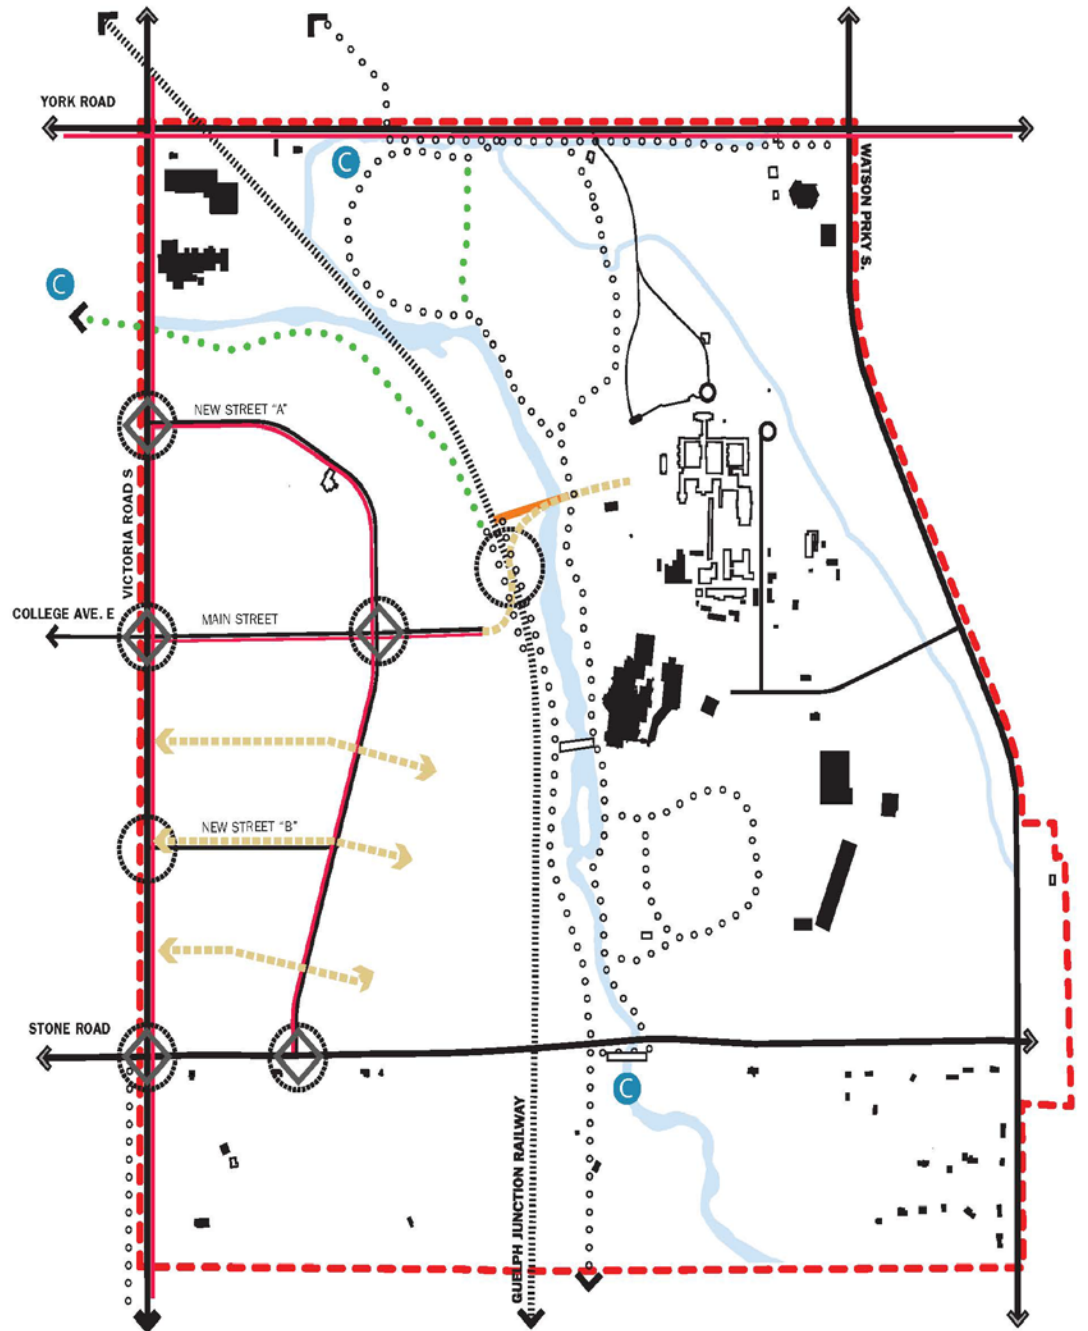 YORK ROAD
C
WATSON PRKY S.
C
NEW STREET "A"
VICTORIA ROAD S
COLLEGE AVE. E
MAIN STREET
NEW STREET "B"
STONE ROAD
C
GUELPH JUNCTION RAILWAY